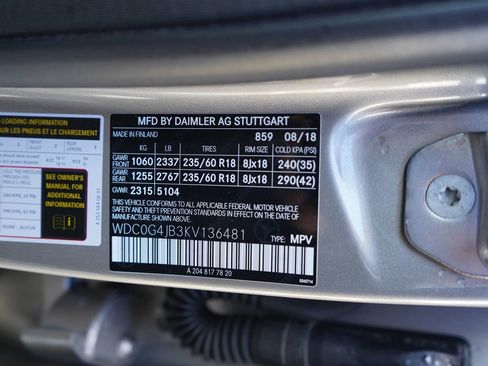 LOADING INFORMATION
SUR LES PNEUS ET LE CHARGEMENT
SEE OWNER'S
MANUAL FOR
ADDITIONAL
INFORMATION
MFD BY DAIMLER AG STUTTGART
MADE IN FINLAND 859 08/18
KG LB TIRES SIZE RIM SIZE COLD KPA(PSI)
GAWR FRONT 1060 2337 235/60 R18 8Jx18 240(35)
GAWR REAR 1255 2767 235/60 R18 8Jx18 290(42)
GVWR 2315 5104
THIS VEHICLE CONFORMS TO ALL APPLICABLE FEDERAL MOTOR VEHICLE
SAFETY AND THEFT PREVENTION STANDARDS IN EFFECT ON THE DATE OF
MANUFACTURE SHOWN ABOVE.
WDC0G4JB3KV136481 TYPE: MPV
A 204 817 78 20